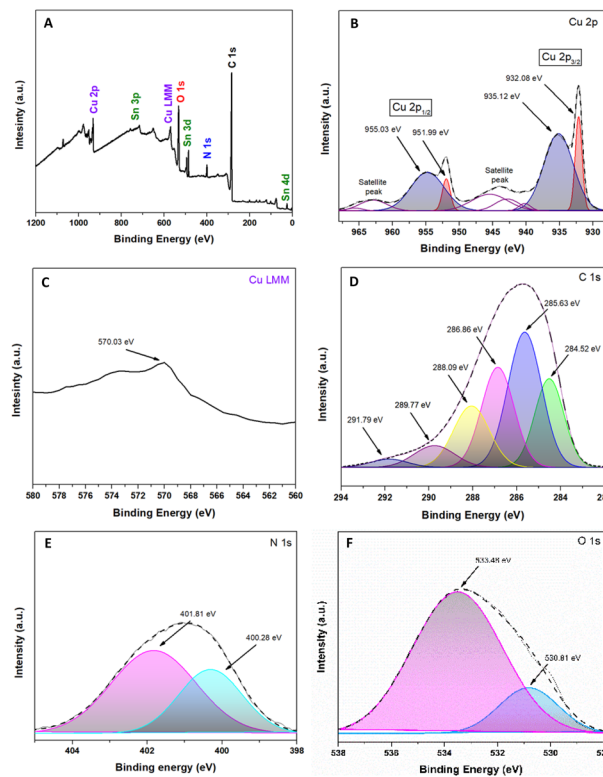 A
Intesinty (a.u.)
Cu 2p
Sn 3p
Cu LMM
O 1s
Sn 3d
N 1s
C 1s
Sn 4d
1200 1000 800 600 400 200 0
Binding Energy (eV)
B
Cu 2p
Intensity (a.u.)
Cu 2p3/2
932.08 eV
935.12 eV
Cu 2p1/2
955.03 eV
951.99 eV
Satellite
peak
Satellite
peak
965 960 955 950 945 940 935 930
Binding Energy (eV)
C
Cu LMM
Intesinty (a.u.)
570.03 eV
580 578 576 574 572 570 568 566 564 562 560
Binding Energy (eV)
D
C 1s
Intensity (a.u.)
285.63 eV
286.86 eV
284.52 eV
288.09 eV
289.77 eV
291.79 eV
294 292 290 288 286 284
Binding Energy (eV)
E
N 1s
Intensity (a.u.)
401.81 eV
400.28 eV
404 402 400 398
Binding energy (eV)
F
O 1s
Intensity (a.u.)
533.48 eV
530.81 eV
538 536 534 532 530
Binding Energy (eV)